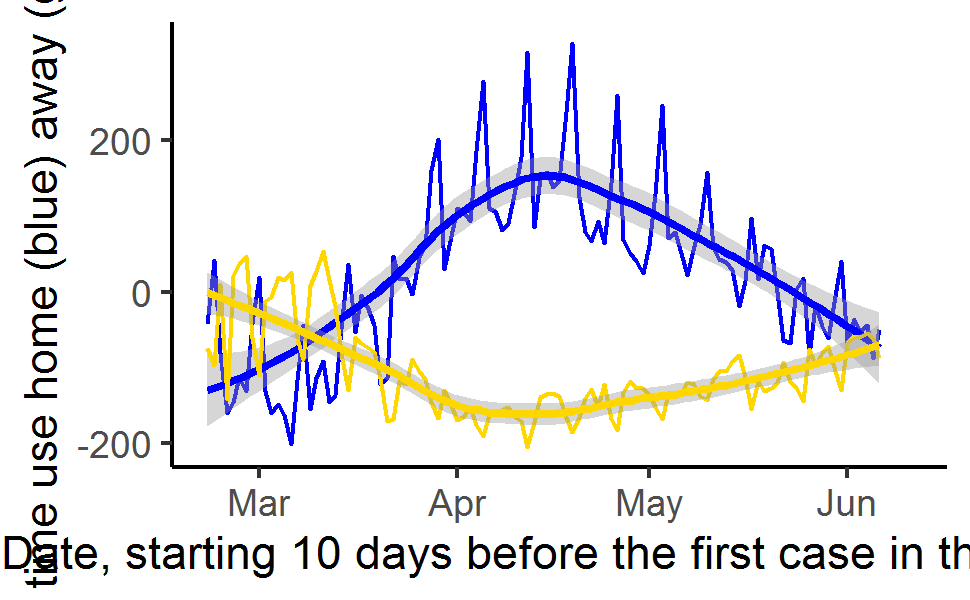 time use home (blue) away (
200
0
-200
Mar Apr May Jun
Date, starting 10 days before the first case in th